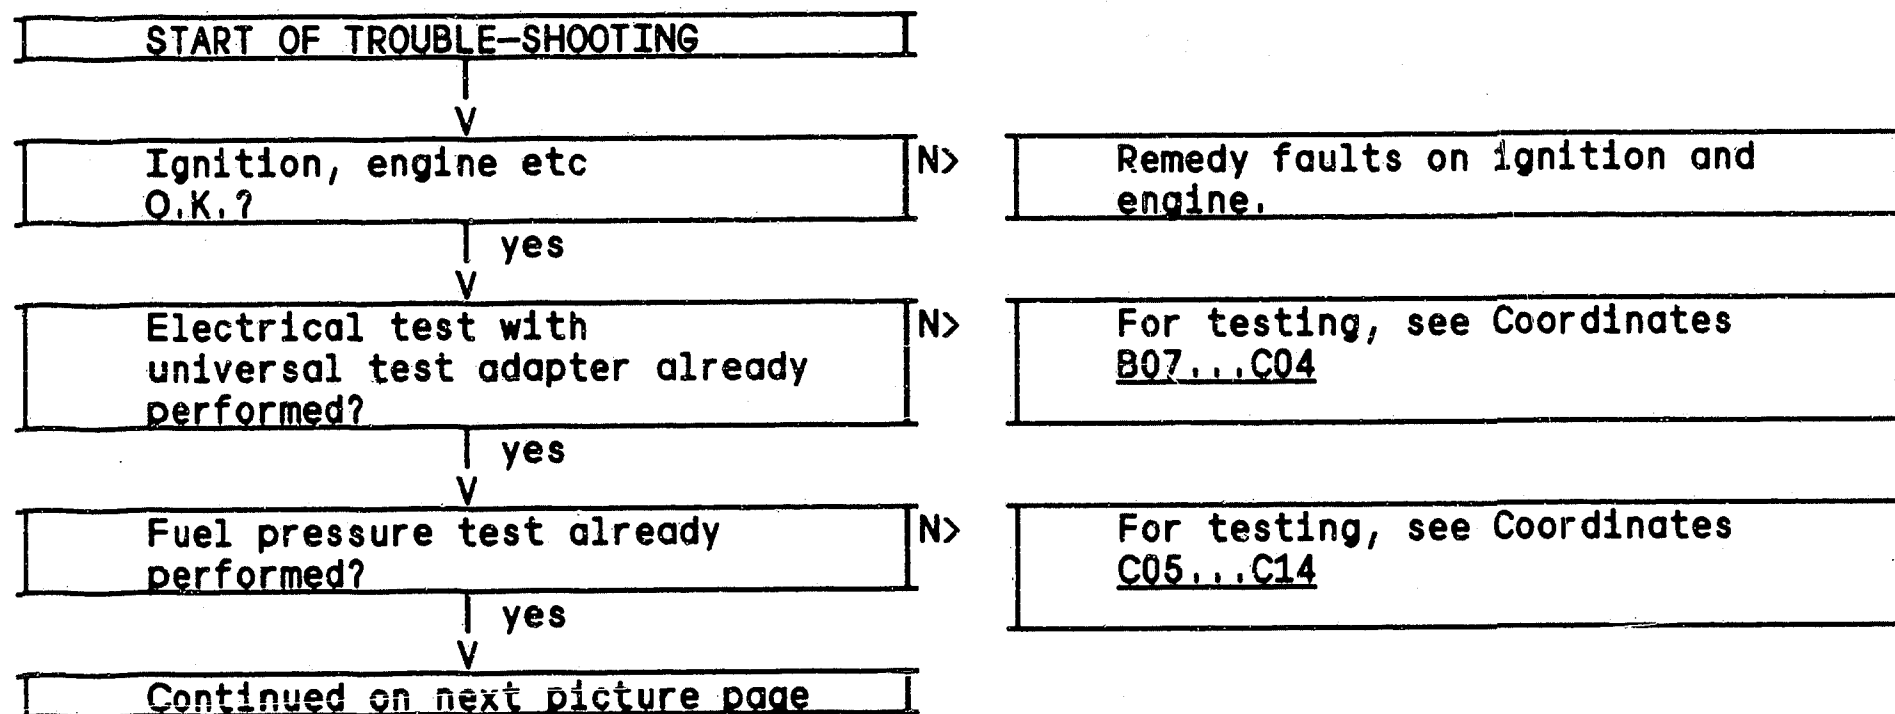 START OF TROUBLE-SHOOTING
V
Ignition, engine etc
O.K.?
N>
Remedy faults on ignition and
engine.
yes
V
Electrical test with
universal test adapter already
performed?
N>
For testing, see Coordinates
B07...C04
yes
V
Fuel pressure test already
performed?
N>
For testing, see Coordinates
C05...C14
yes
V
Continued on next picture page